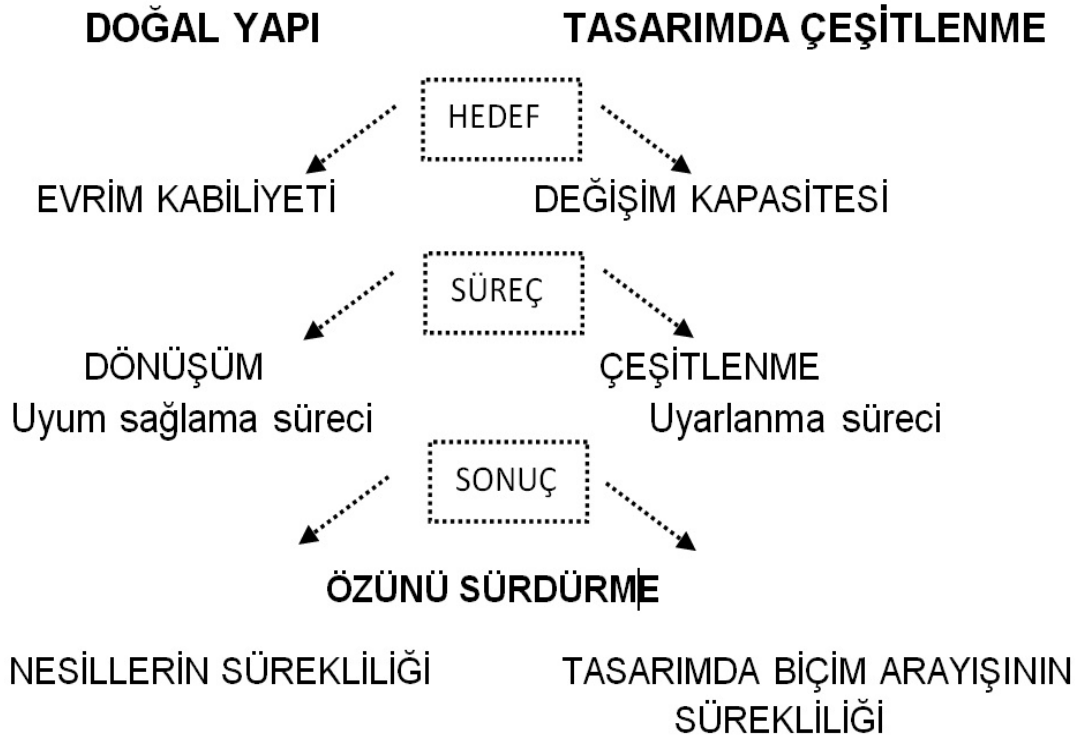 DOĞAL YAPI TASARIMDA ÇEŞİTLENME
HEDEF
EVRİM KABİLİYETİ DEĞİŞİM KAPASİTESİ
SÜREÇ
DÖNÜŞÜM ÇEŞİTLENME
Uyum sağlama süreci Uyarlanma süreci
SONUÇ
ÖZÜNÜ SÜRDÜRME
NESİLLERİN SÜREKLİLİĞİ TASARIMDA BİÇİM ARAYIŞININ
SÜREKLİLİĞİ